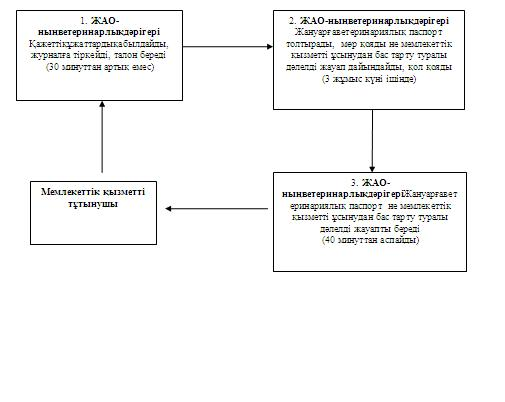 1. ЖАО-
нынветеринарлықдәрігері
Қажеттіқұжаттардықабылдайды,
журналға тіркейді, талон береді
(30 минуттан артық емес)
2. ЖАО-нынветеринарлықдәрігері
Жануарғаветеринариялық паспорт
толтырады, мөр қояды не мемлекеттік
қызметті ұсынудан бас тарту туралы
дәлелді жауап дайындайды, қол қояды
(3 жұмыс күні ішінде)
3. ЖАО-
нынветеринарлықдәрігеріЖануарғавет
еринариялық паспорт не мемлекеттік
қызметті ұсынудан бас тарту туралы
дәлелді жауапты береді
(40 минуттан аспайды)
Мемлекеттік қызметті
тұтынушы